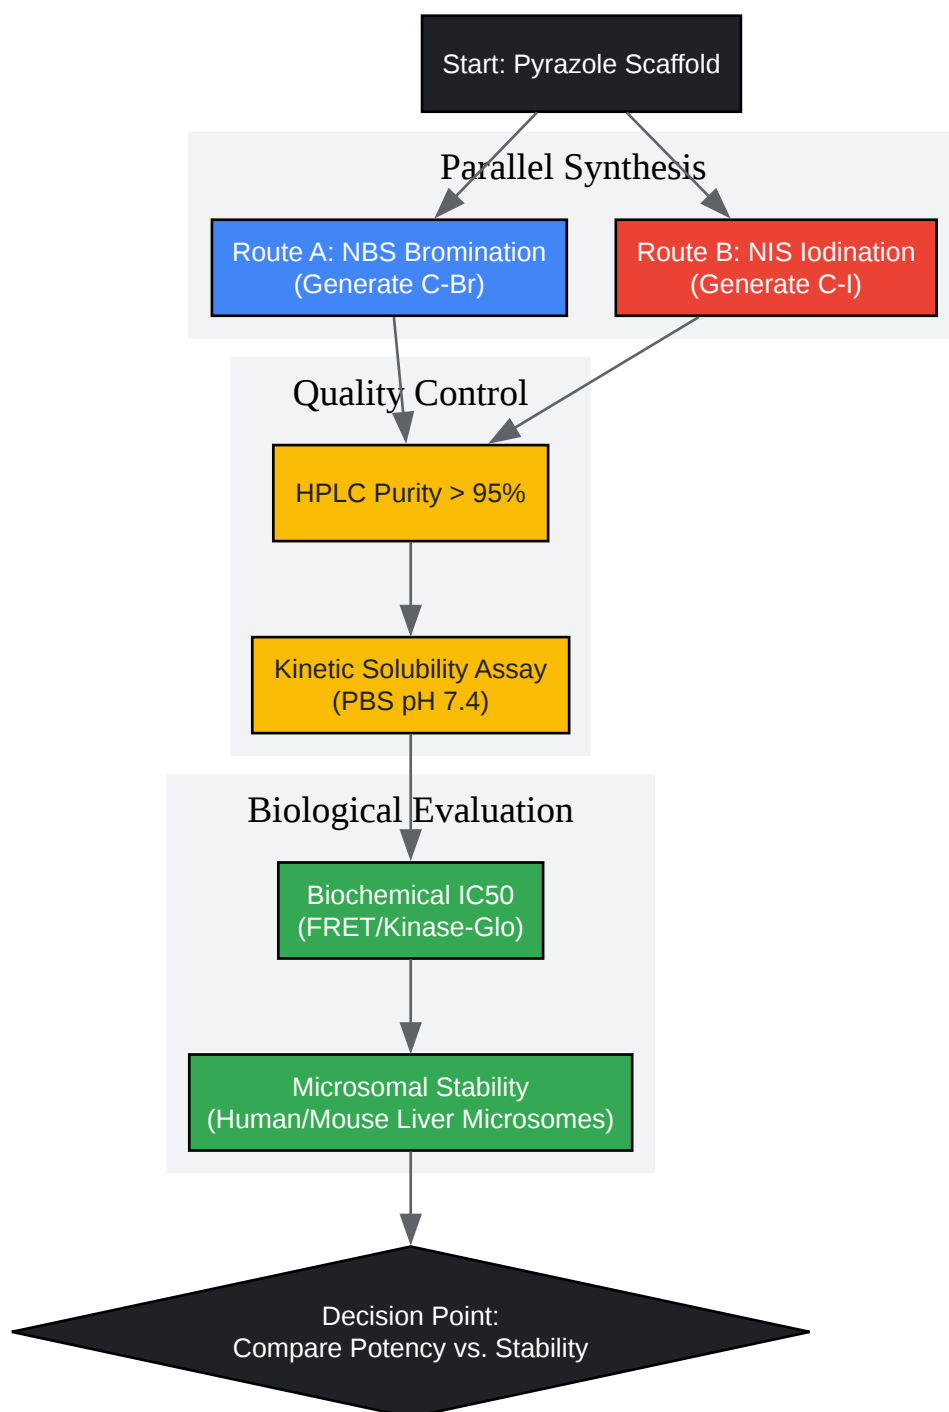 Start: Pyrazole Scaffold
Parallel Synthesis
Route A: NBS Bromination
(Generate C-Br)
Route B: NIS Iodination
(Generate C-I)
Quality Control
HPLC Purity > 95%
Kinetic Solubility Assay
(PBS pH 7.4)
Biological Evaluation
Biochemical IC50
(FRET/Kinase-Glo)
Microsomal Stability
(Human/Mouse Liver Microsomes)
Decision Point:
Compare Potency vs. Stability